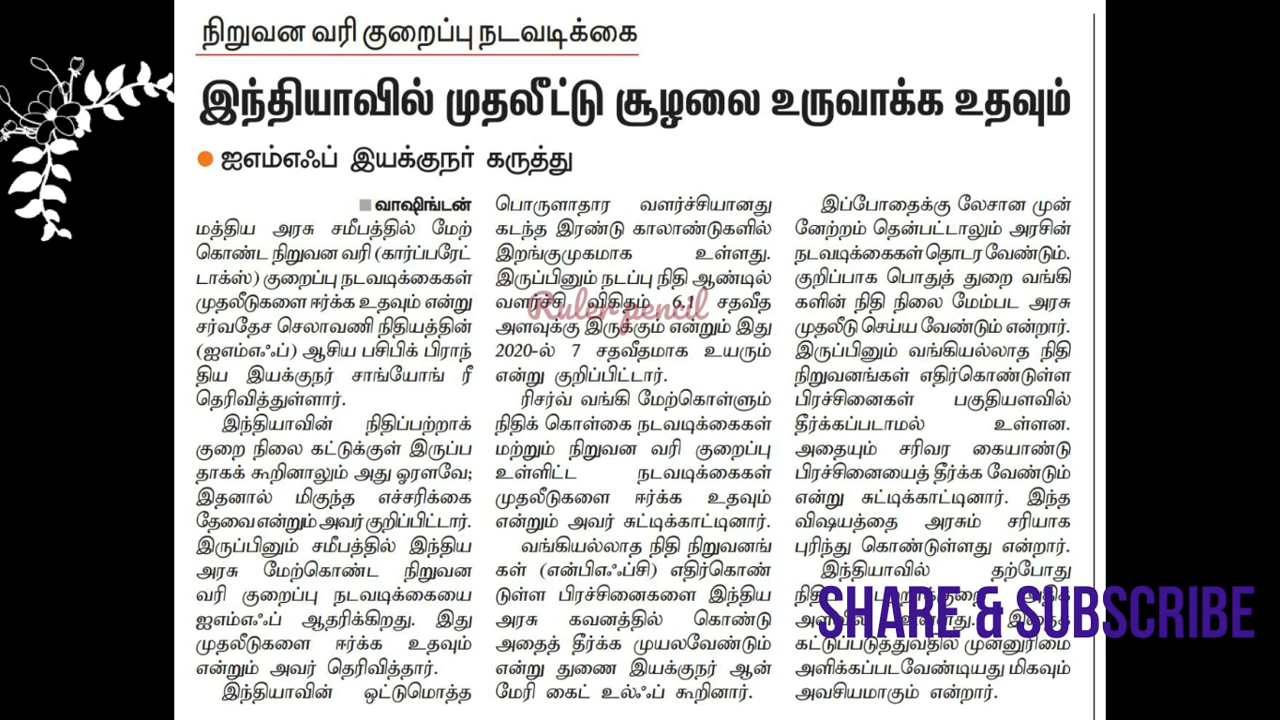 நிறுவன வரி குறைப்பு நடவடிக்கை
இந்தியாவில் முதலீட்டு சூழலை உருவாக்க உதவும்
ஐஎம்எஃப் இயக்குநர் கருத்து
வாஷிங்டன்
மத்திய அரசு சமீபத்தில் மேற்
கொண்ட நிறுவன வரி (கார்ப்பரேட்
டாக்ஸ்) குறைப்பு நடவடிக்கைகள்
முதலீடுகளை ஈர்க்க உதவும் என்று
சர்வதேச செலாவணி நிதியத்தின்
(ஐஎம்எஃப்) ஆசிய பசிபிக் பிராந்
திய இயக்குநர் சாங்யோங் ரீ
தெரிவித்துள்ளார்.
இந்தியாவின் நிதிப்பற்றாக்
குறை நிலை கட்டுக்குள் இருப்ப
தாகக் கூறினாலும் அது ஓரளவே;
இதனால் மிகுந்த எச்சரிக்கை
தேவை என்றும் அவர் குறிப்பிட்டார்.
இருப்பினும் சமீபத்தில் இந்திய
அரசு மேற்கொண்ட நிறுவன
வரி குறைப்பு நடவடிக்கையை
ஐஎம்எஃப் ஆதரிக்கிறது. இது
முதலீடுகளை ஈர்க்க உதவும்
என்றும் அவர் தெரிவித்தார்.
இந்தியாவின் ஒட்டுமொத்த
பொருளாதார வளர்ச்சியானது
கடந்த இரண்டு காலாண்டுகளில்
இறங்குமுகமாக உள்ளது.
இருப்பினும் நடப்பு நிதி ஆண்டில்
வளர்ச்சி விகிதம் 6.1 சதவீத
Ruler pencil
அளவுக்கு இருக்கும் என்றும் இது
2020-ல் 7 சதவீதமாக உயரும்
என்று குறிப்பிட்டார்.
ரிசர்வ் வங்கி மேற்கொள்ளும்
நிதிக் கொள்கை நடவடிக்கைகள்
மற்றும் நிறுவன வரி குறைப்பு
உள்ளிட்ட நடவடிக்கைகள்
முதலீடுகளை ஈர்க்க உதவும்
என்றும் அவர் சுட்டிக்காட்டினார்.
வங்கியல்லாத நிதி நிறுவனங்
கள் (என்பிஎஃப்சி) எதிர்கொண்
டுள்ள பிரச்சினைகளை இந்திய
அரசு கவனத்தில் கொண்டு
அதைத் தீர்க்க முயலவேண்டும்
என்று துணை இயக்குநர் ஆன்
மேரி கைட் உல்ஃப் கூறினார்.
இப்போதைக்கு லேசான முன்
னேற்றம் தென்பட்டாலும் அரசின்
நடவடிக்கைகள் தொடர வேண்டும்.
குறிப்பாக பொதுத் துறை வங்கி
களின் நிதி நிலை மேம்பட அரசு
முதலீடு செய்ய வேண்டும் என்றார்.
இருப்பினும் வங்கியல்லாத நிதி
நிறுவனங்கள் எதிர்கொண்டுள்ள
பிரச்சினைகள் பகுதியளவில்
தீர்க்கப்படாமல் உள்ளன.
அதையும் சரிவர கையாண்டு
பிரச்சினையைத் தீர்க்க வேண்டும்
என்று சுட்டிக்காட்டினார். இந்த
விஷயத்தை அரசும் சரியாக
புரிந்து கொண்டுள்ளது என்றார்.
இந்தியாவில் தற்போது
SHARE & SUBSCRIBE
கட்டுப்படுத்துவதில் முன்னுரிமை
அளிக்கப்படவேண்டியது மிகவும்
அவசியமாகும் என்றார்.